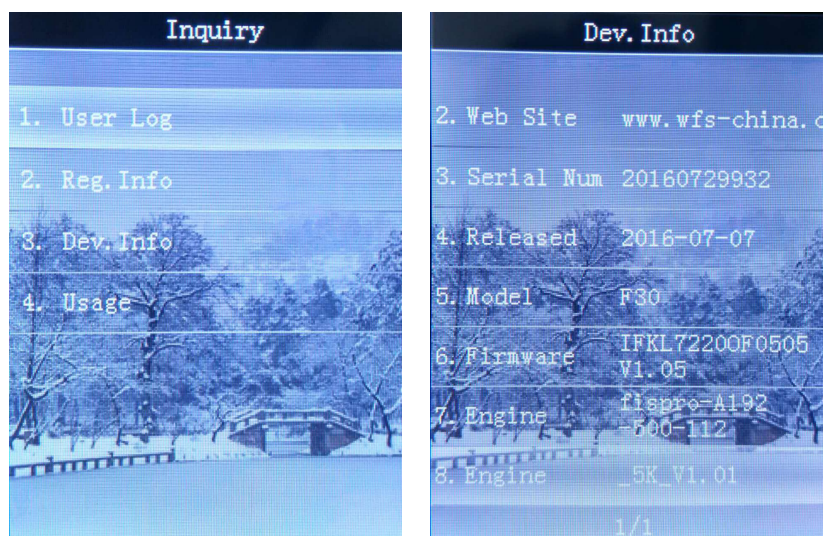 Inquiry
1. User Log
2. Reg.Info
3. Dev.Info
4. Usage
Dev.Info
2. Web Site www.wfs-china.c
3. Serial Num 20160729932
4. Released 2016-07-07
5. Model F30
6. Firmware IFKL72200F0505
V1.05
7. Engine fispro-A192
-500-112
8. Engine _5K_V1.01
1/1